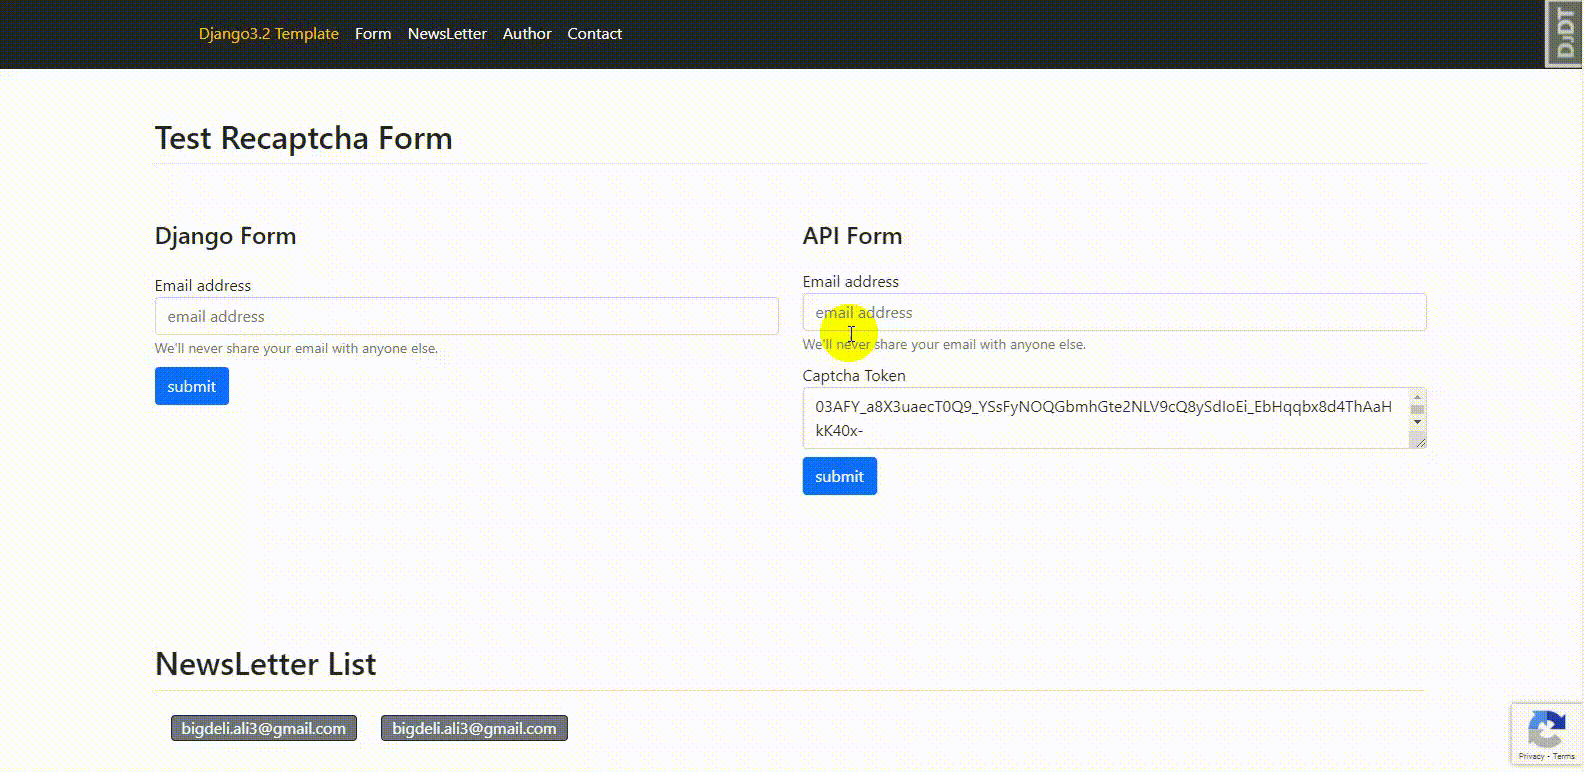 Django3.2 Template Form NewsLetter Author Contact
DJDT
Test Recaptcha Form
Django Form
Email address
email address
We'll never share your email with anyone else.
submit
API Form
Email address
email address
We'll never share your email with anyone else.
Captcha Token
03AFY_a8X3uaecT0Q9_YSsFyNOQGbmhGte2NLV9cQ8ySdIoEi_EbHqqbx8d4ThAaH
kK40x-
submit
NewsLetter List
bigdeli.ali3@gmail.com bigdeli.ali3@gmail.com
Privacy - Terms